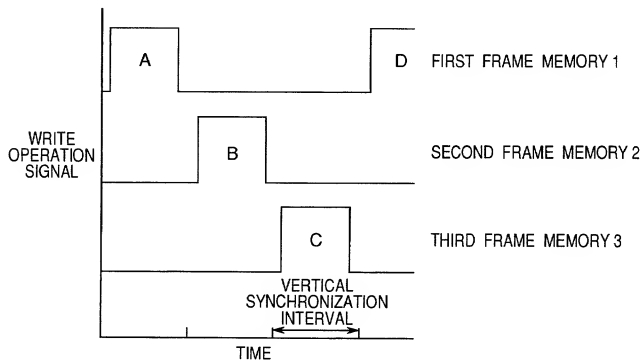 A
D
FIRST FRAME MEMORY 1
WRITE
OPERATION
SIGNAL
B
SECOND FRAME MEMORY 2
C
THIRD FRAME MEMORY 3
VERTICAL
SYNCHRONIZATION
INTERVAL
TIME